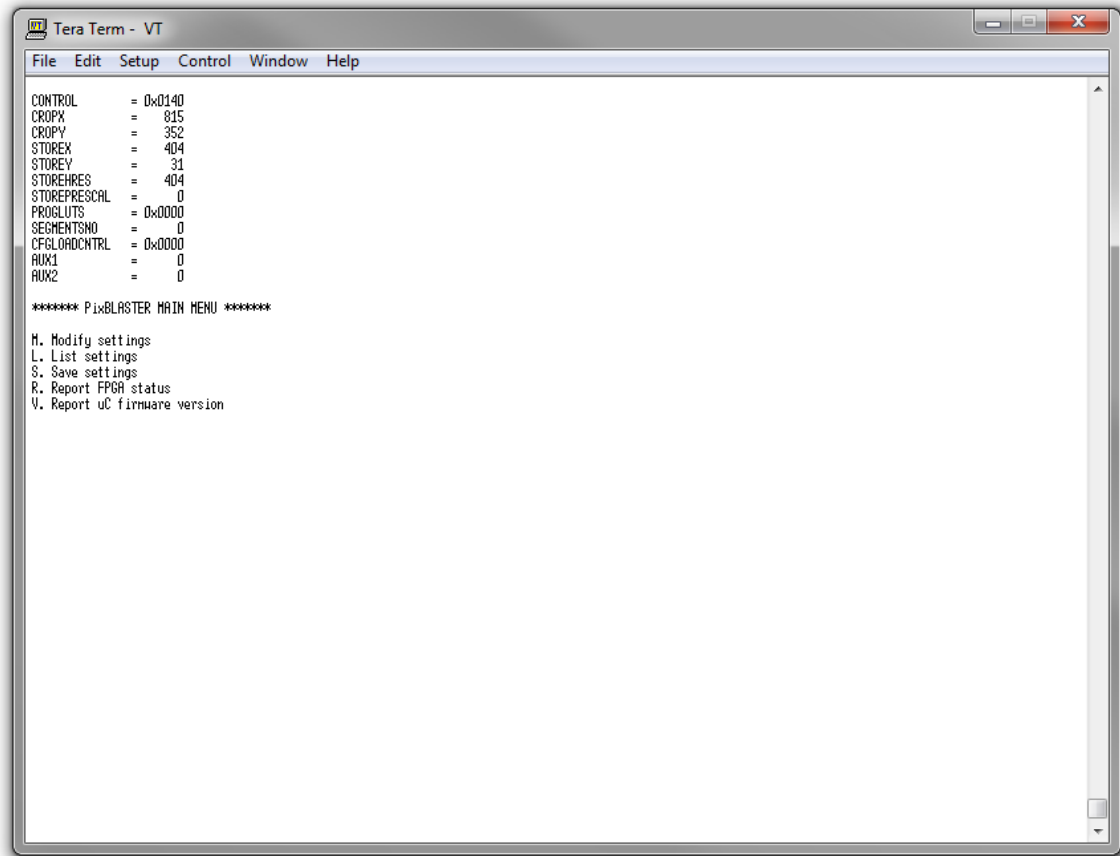 Tera Term - VT
File Edit Setup Control Window Help
CONTROL = 0x0140
CROPX = 815
CROPY = 352
STOREX = 404
STOREY = 31
STOREHRES = 404
STOREPRESCAL = 0
PROGLUTS = 0x0000
SEGMENTSNO = 0
CFGLOADCNTRL = 0x0000
AUX1 = 0
AUX2 = 0
******* PixBLASTER MAIN MENU *******
M. Modify settings
L. List settings
S. Save settings
R. Report FPGA status
V. Report uC firmware version